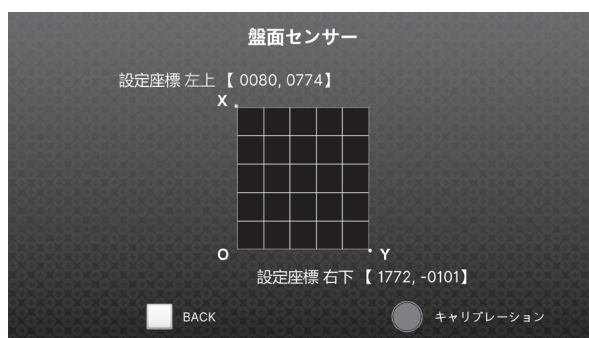 盤面センサー
設定座標 左上 【 0080, 0774】
X
O
Y
設定座標 右下 【 1772, -0101】
BACK
キャリブレーション